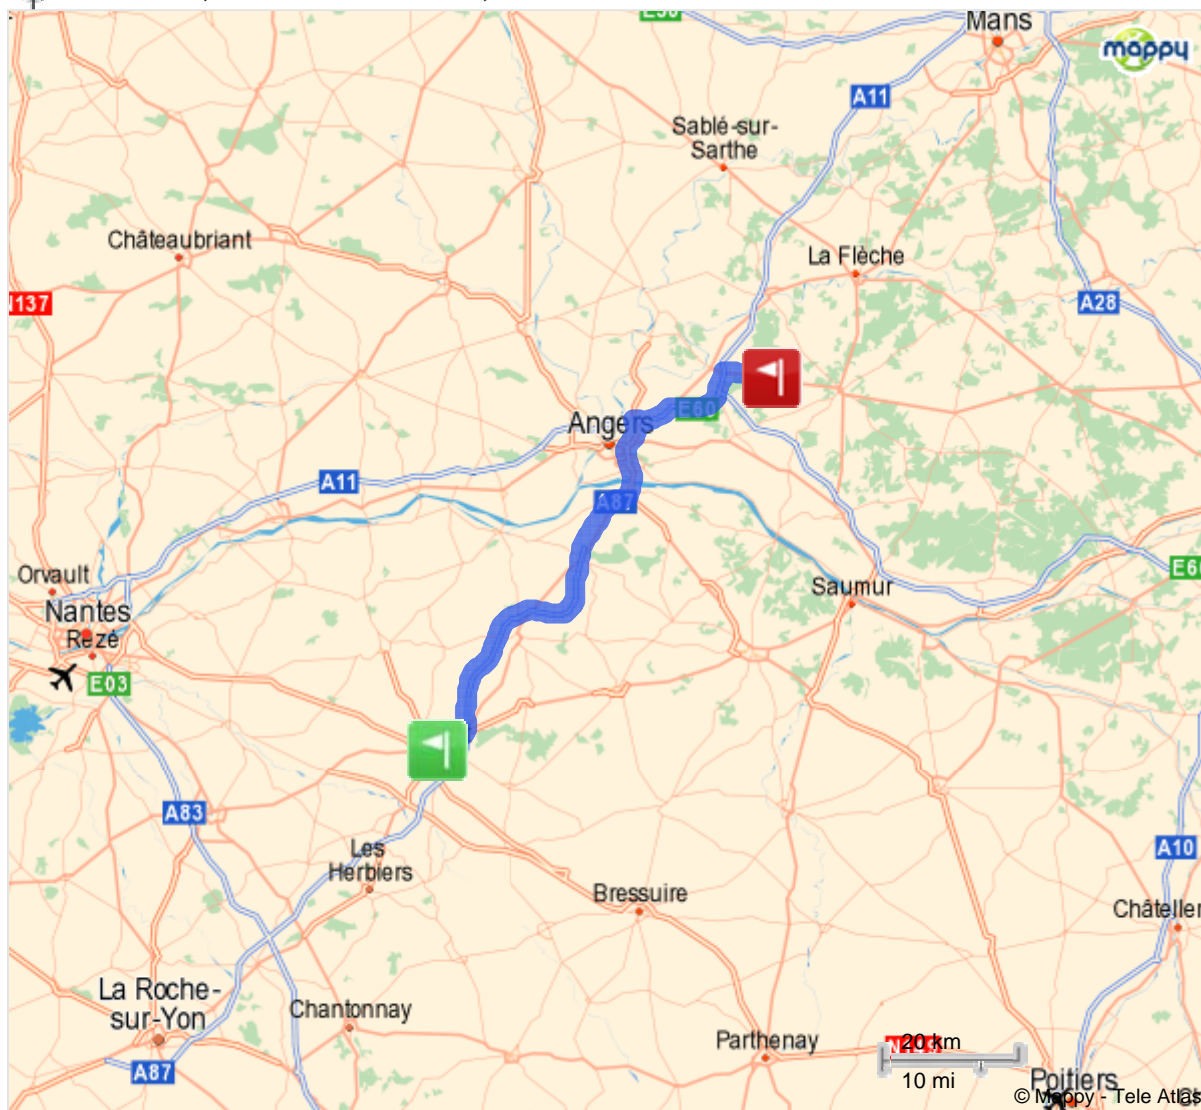 E50
Mans
mappy
A11
Sablé-sur-
Sarthe
Châteaubriant
La Flèche
N137
A28
E60
Angers
A11
A87
Orvault
Nantes
Rezé
Saumur
E03
A83
Les
Herbiers
A10
Bressuire
La Roche-
sur-Yon
Chantonnay
Parthenay
20 km
10 mi
A87
Poitiers
© Mappy - Tele Atlas